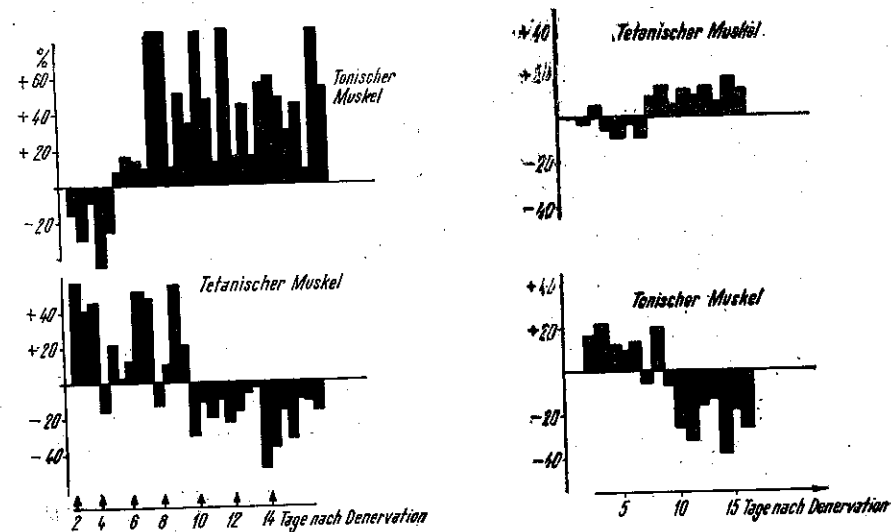 %
+60
+40
+20
-20
Tonischer
Muskel
Tetanischer Muskel
+40
+20
-20
-40
2 4 6 8 10 12 14 Tage nach Denervation
+40
+20
-20
-40
Tetanischer Muskel
+40
+20
-20
-40
Tonischer Muskel
5 10 15 Tage nach Denervation